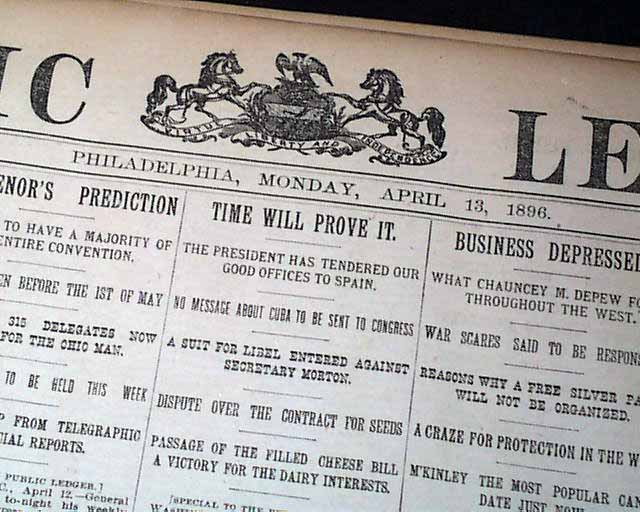 IC LE
VIRTUE LIBERTY AND INDEPENDENCE
PHILADELPHIA, MONDAY, APRIL 13, 1896.
ENOR'S PREDICTION
TO HAVE A MAJORITY OF
ENTIRE CONVENTION.
EN BEFORE THE 1ST OF MAY
315 DELEGATES NOW
FOR THE OHIO MAN.
TO BE HELD THIS WEEK
P FROM TELEGRAPHIC
IAL REPORTS.
PUBLIC LEDGER.]
C., April 12.—General
to-night his weekly
TIME WILL PROVE IT.
THE PRESIDENT HAS TENDERED OUR
GOOD OFFICES TO SPAIN.
NO MESSAGE ABOUT CUBA TO BE SENT TO CONGRESS
A SUIT FOR LIBEL ENTERED AGAINST
SECRETARY MORTON.
DISPUTE OVER THE CONTRACT FOR SEEDS
PASSAGE OF THE FILLED CHEESE BILL
A VICTORY FOR THE DAIRY INTERESTS.
[SPECIAL TO THE
BUSINESS DEPRESSED
WHAT CHAUNCEY M. DEPEW
THROUGHOUT THE WEST.
WAR SCARES SAID TO BE RESPONS
REASONS WHY A FREE SILVER PA
WILL NOT BE ORGANIZED.
A CRAZE FOR PROTECTION IN THE W
M'KINLEY THE MOST POPULAR CAN
DATE JUST NOW.